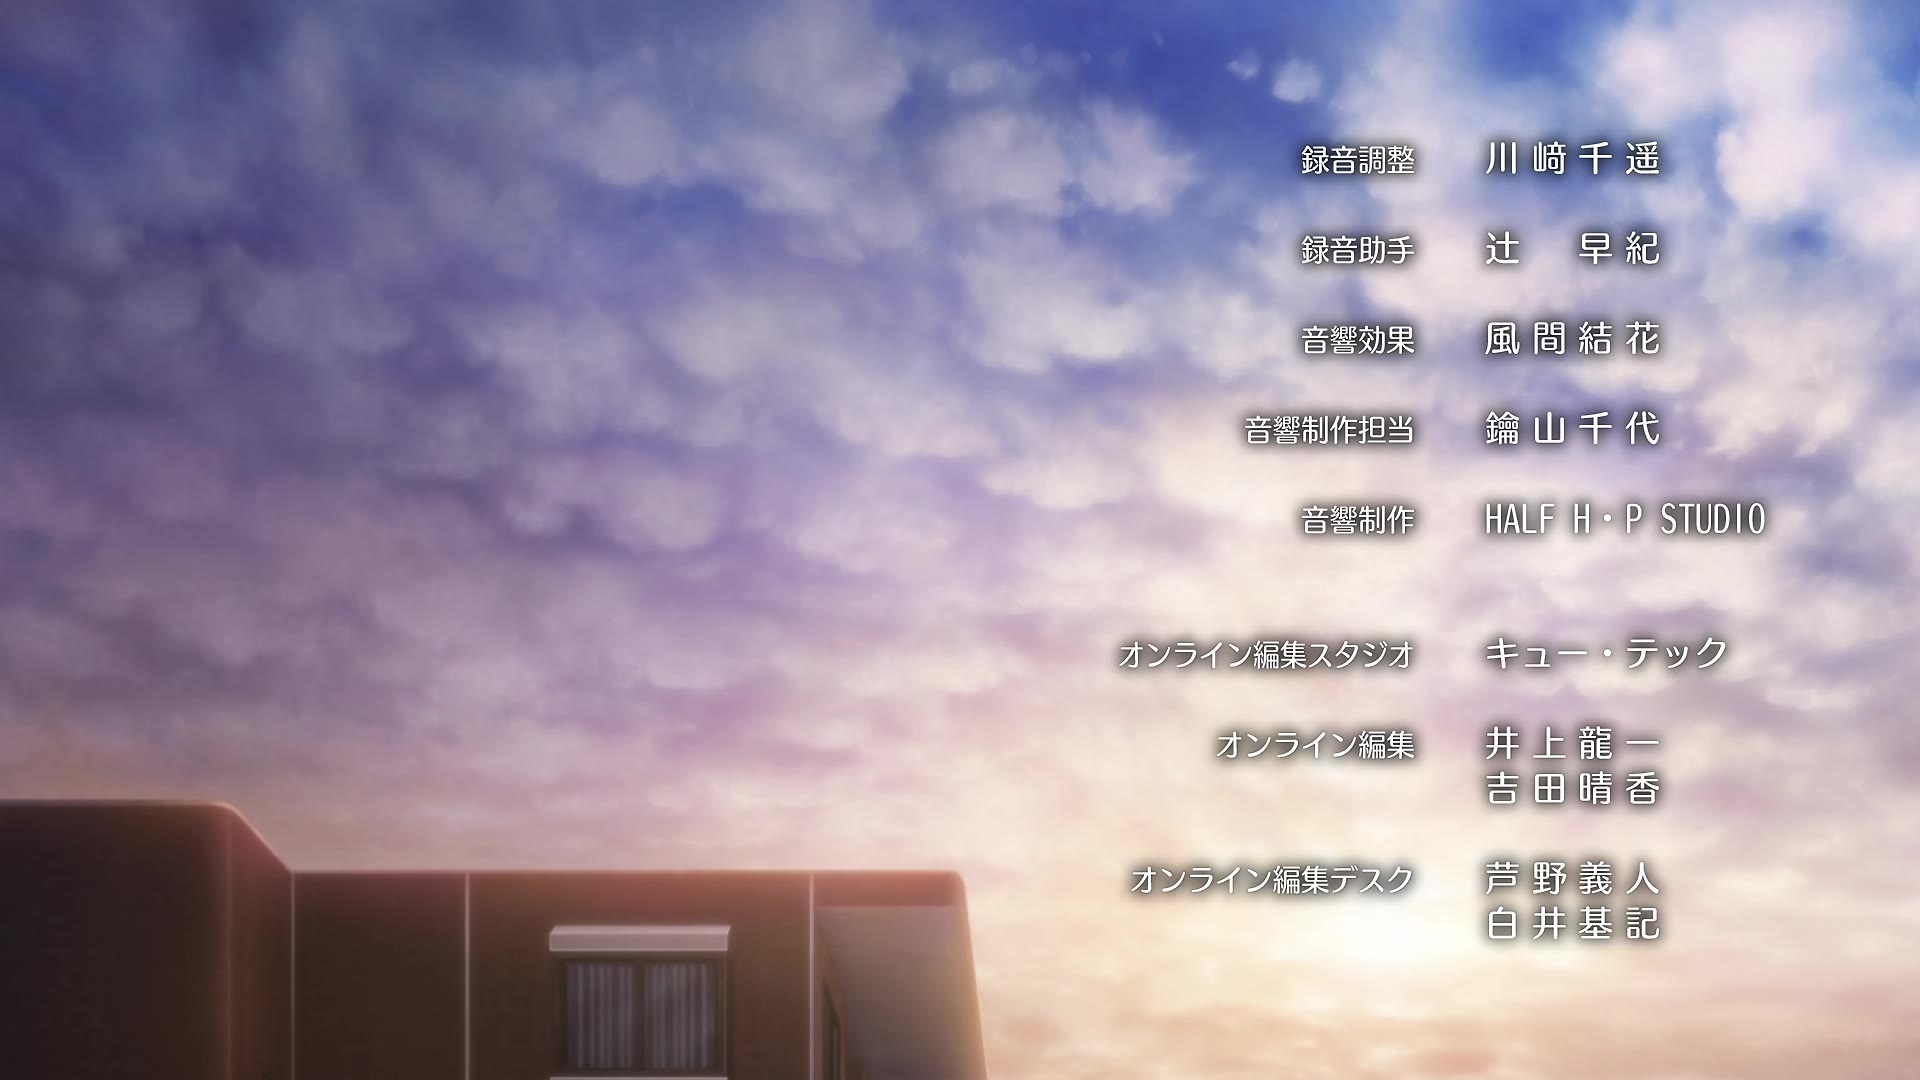 録音調整 川﨑千遥
録音助手 辻 早紀
音響効果 風間結花
音響制作担当 鑰山千代
音響制作 HALF H・P STUDIO
オンライン編集スタジオ キュー・テック
オンライン編集 井上龍一
吉田晴香
オンライン編集デスク 芦野義人
白井基記